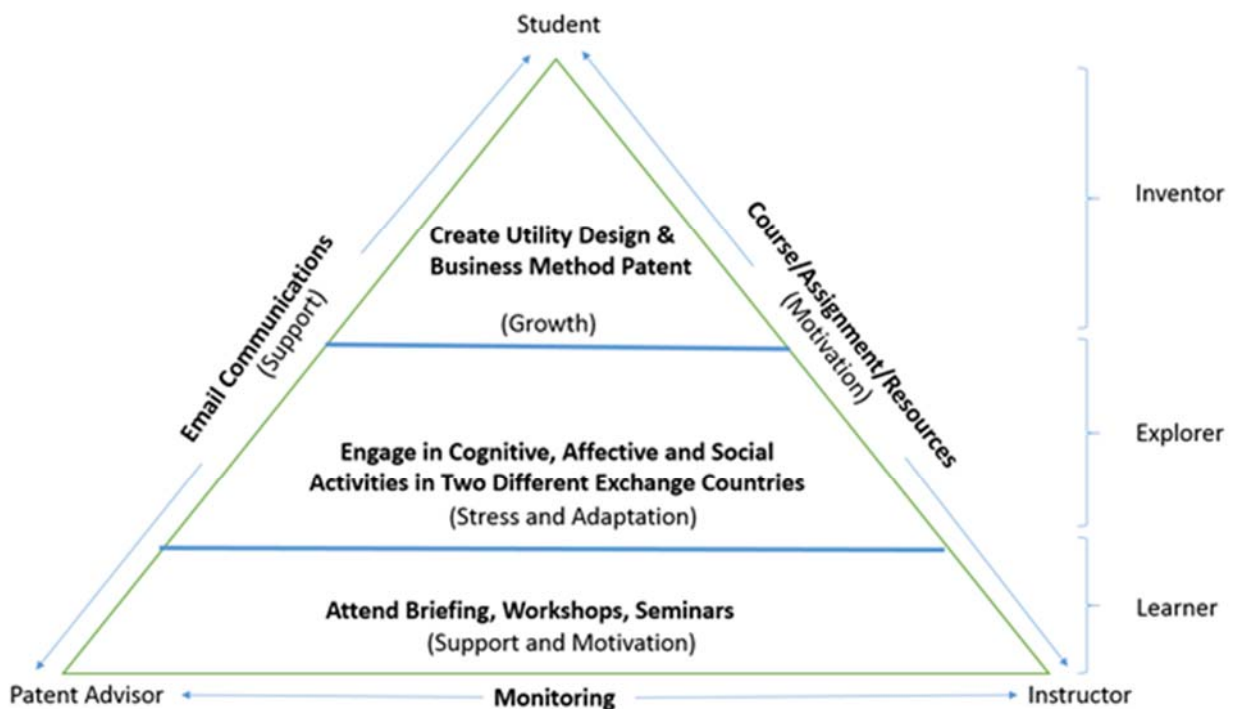 Student
Inventor
Create Utility Design &
Business Method Patent
(Growth)
Email Communications
(Support)
Course/Assignment/Resources
(Motivation)
Explorer
Engage in Cognitive, Affective and Social
Activities in Two Different Exchange Countries
(Stress and Adaptation)
Learner
Attend Briefing, Workshops, Seminars
(Support and Motivation)
Patent Advisor
Monitoring
Instructor